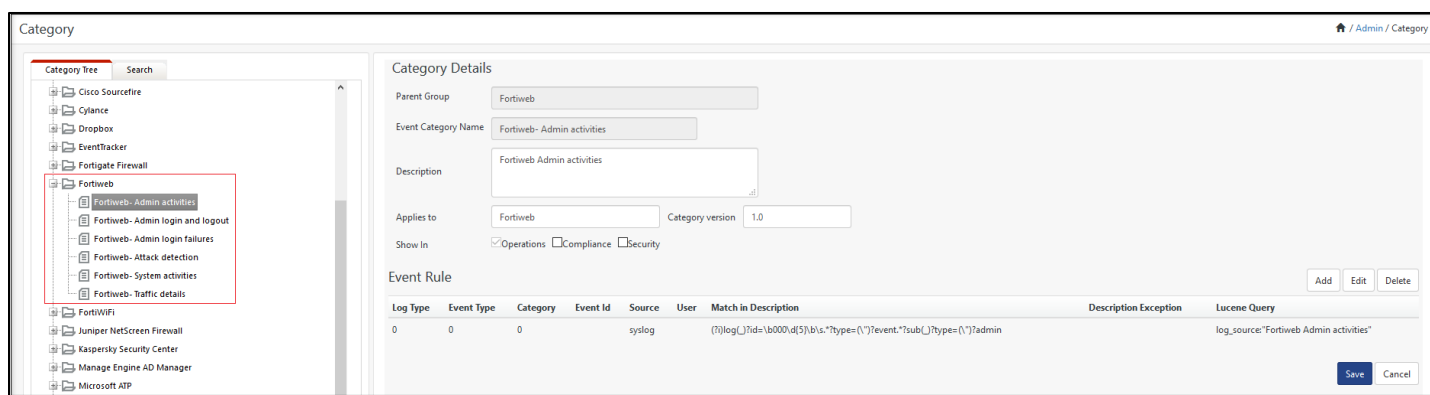 Category
/ Admin / Category
Category Tree
Search
Cisco Sourcefire
Cylance
Dropbox
EventTracker
Fortigate Firewall
Fortiweb
Fortiweb- Admin activities
Fortiweb- Admin login and logout
Fortiweb- Admin login failures
Fortiweb- Attack detection
Fortiweb- System activities
Fortiweb- Traffic details
FortiWiFi
Juniper NetScreen Firewall
Kaspersky Security Center
Manage Engine AD Manager
Microsoft ATP
Category Details
Parent Group Fortiweb
Event Category Name Fortiweb- Admin activities
Description Fortiweb Admin activities
Applies to Fortiweb Category version 1.0
Show In Operations Compliance Security
Event Rule Add Edit Delete
Log Type Event Type Category Event Id Source User Match in Description Description Exception Lucene Query
0 0 0 syslog (?i)log(_)?id=\b000\d{5}\b\s.*?type=(\")?event.*?sub(_)?type=(\")?admin log_source:"Fortiweb Admin activities"
Save Cancel